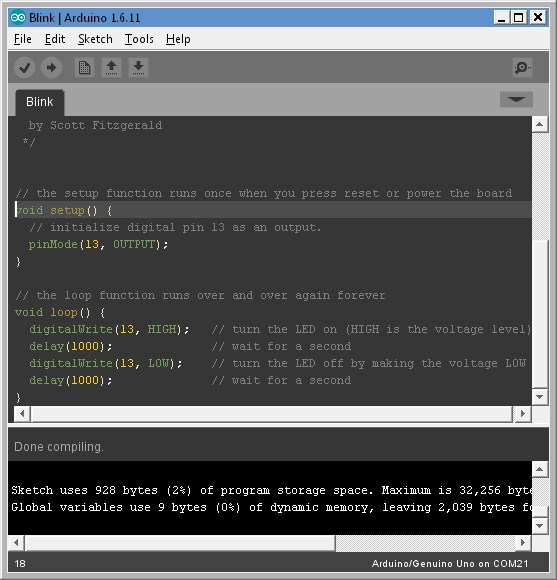 Blink | Arduino 1.6.11
File Edit Sketch Tools Help
Blink
by Scott Fitzgerald
*/
// the setup function runs once when you press reset or power the board
void setup() {
// initialize digital pin 13 as an output.
pinMode(13, OUTPUT);
}
// the loop function runs over and over again forever
void loop() {
digitalWrite(13, HIGH); // turn the LED on (HIGH is the voltage level)
delay(1000); // wait for a second
digitalWrite(13, LOW); // turn the LED off by making the voltage LOW
delay(1000); // wait for a second
}
Done compiling.
Sketch uses 928 bytes (2%) of program storage space. Maximum is 32,256 byte
Global variables use 9 bytes (0%) of dynamic memory, leaving 2,039 bytes fo
18 Arduino/Genuino Uno on COM21